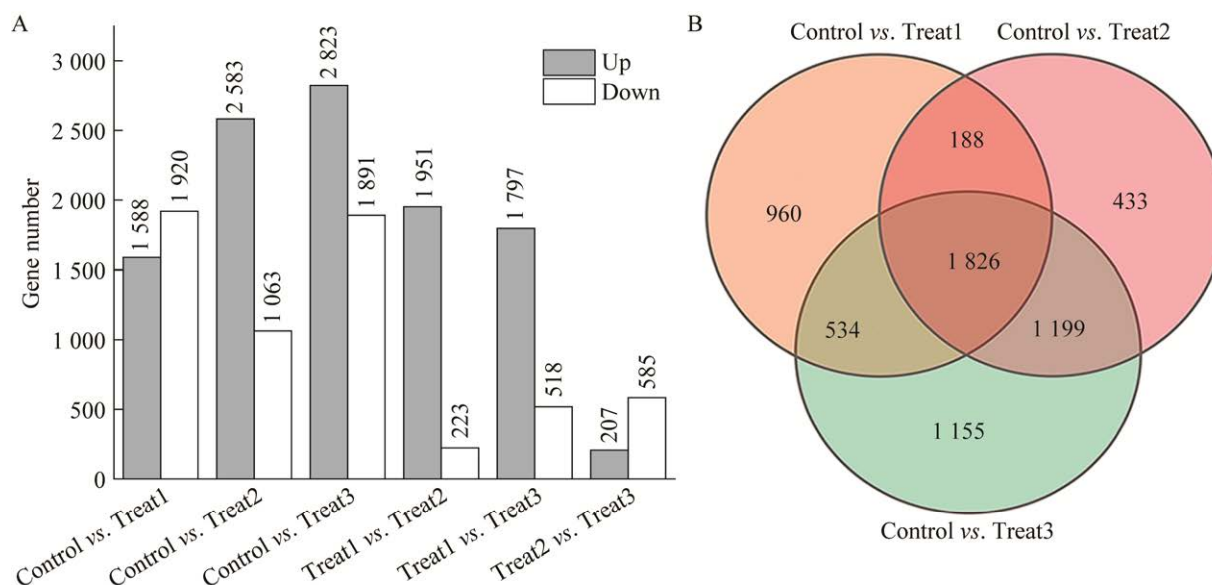 A
3 000
2 500
2 000
1 500
1 000
500
0
Gene number
Up
Down
1 588
1 920
2 583
1 063
2 823
1 891
1 951
223
1 797
518
207
585
Control vs. Treat1
Control vs. Treat2
Control vs. Treat3
Treat1 vs. Treat2
Treat1 vs. Treat3
Treat2 vs. Treat3
B
Control vs. Treat1
Control vs. Treat2
188
960
433
1 826
534
1 199
1 155
Control vs. Treat3